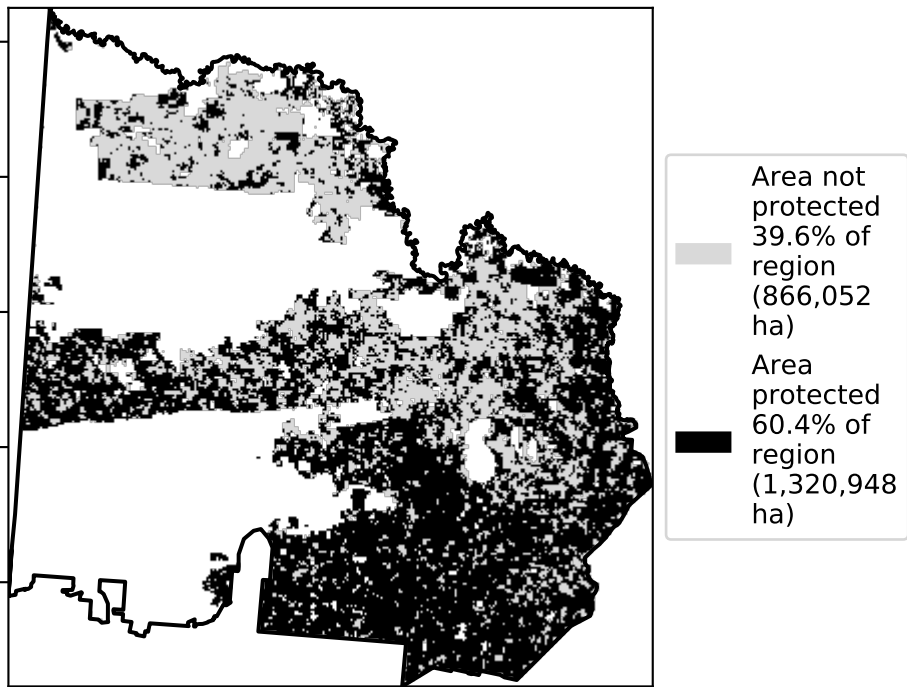 Area not
protected
39.6% of
region
(866,052
ha)
Area
protected
60.4% of
region
(1,320,948
ha)